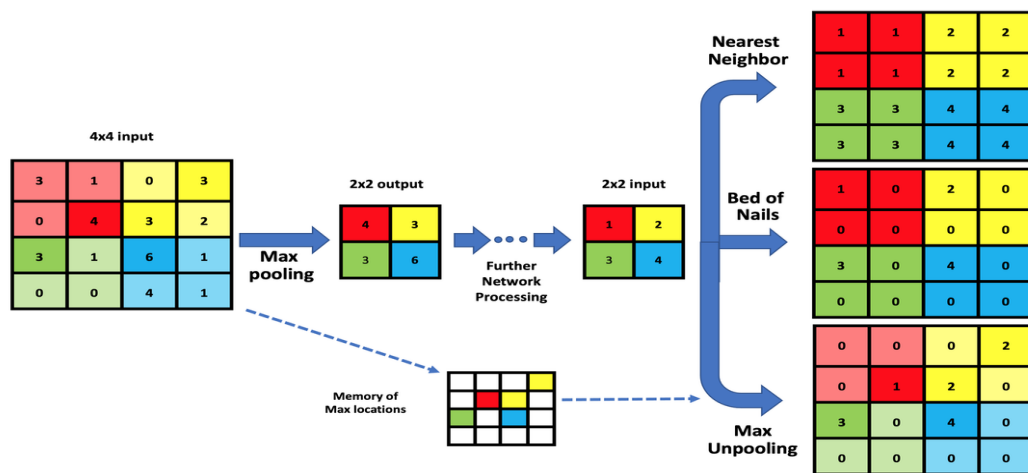 4x4 input
3 1 0 3
0 4 3 2
3 1 6 1
0 0 4 1
Max
pooling
2x2 output
4 3
3 6
Further
Network
Processing
2x2 input
1 2
3 4
Memory of
Max locations
Nearest
Neighbor
1 1 2 2
1 1 2 2
3 3 4 4
3 3 4 4
Bed of
Nails
1 0 2 0
0 0 0 0
3 0 4 0
0 0 0 0
Max
Unpooling
0 0 0 2
0 1 2 0
3 0 4 0
0 0 0 0